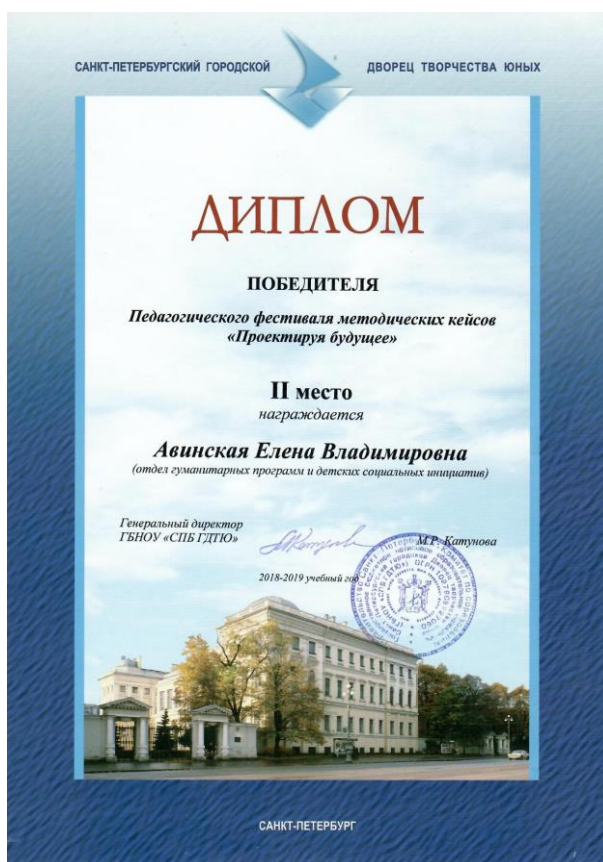 САНКТ-ПЕТЕРБУРГСКИЙ ГОРОДСКОЙ ДВОРЕЦ ТВОРЧЕСТВА ЮНЫХ
ДИПЛОМ
ПОБЕДИТЕЛЯ
Педагогического фестиваля методических кейсов
«Проектируя будущее»
II место
награждается
Авинская Елена Владимировна
(отдел гуманитарных программ и детских социальных инициатив)
Генеральный директор
ГБНОУ «СПБ ГДТЮ» М.Р. Катунова
2018-2019 учебный год
САНКТ-ПЕТЕРБУРГ